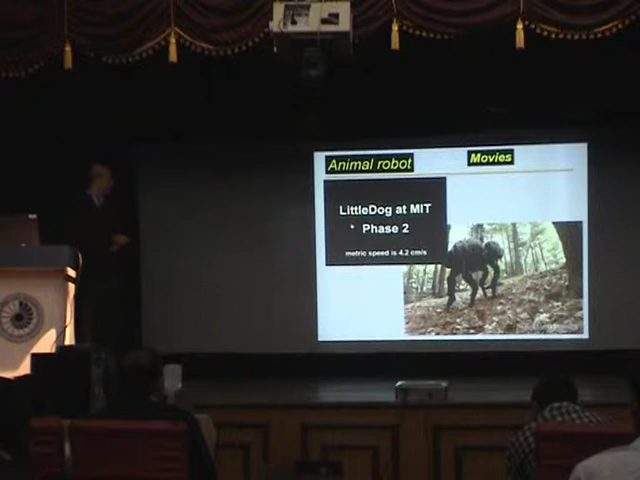 Animal robot
Movies
LittleDog at MIT
Phase 2
metric speed is 4.2 cm/s